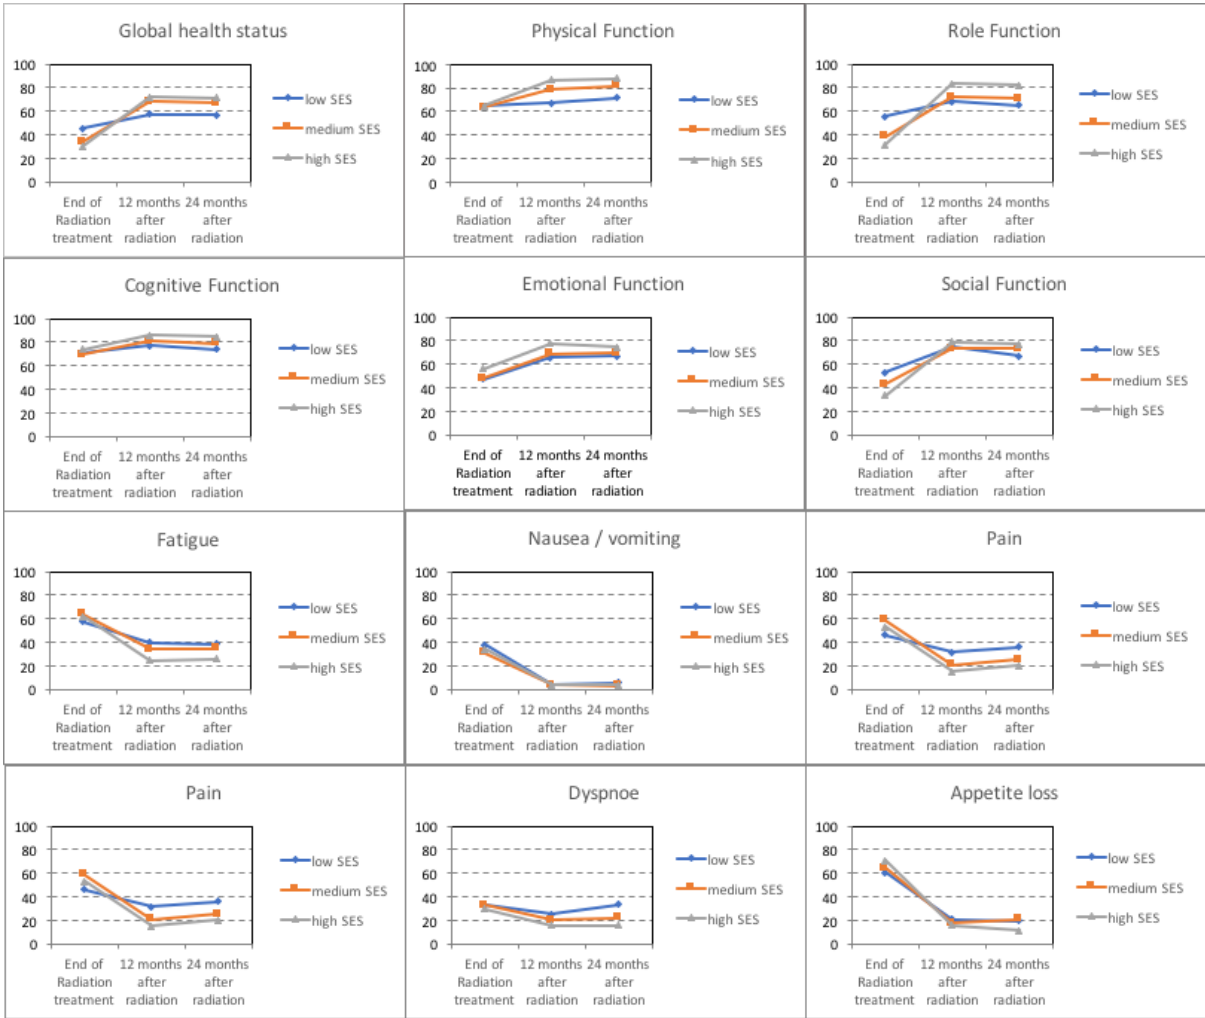 Global health status
100
80
60
40
20
0
low SES
medium SES
high SES
End of Radiation treatment
12 months after radiation
24 months after radiation
Physical Function
100
80
60
40
20
0
low SES
medium SES
high SES
End of Radiation treatment
12 months after radiation
24 months after radiation
Role Function
100
80
60
40
20
0
low SES
medium SES
high SES
End of Radiation treatment
12 months after radiation
24 months after radiation
Cognitive Function
100
80
60
40
20
0
low SES
medium SES
high SES
End of Radiation treatment
12 months after radiation
24 months after radiation
Emotional Function
100
80
60
40
20
0
low SES
medium SES
high SES
End of Radiation treatment
12 months after radiation
24 months after radiation
Social Function
100
80
60
40
20
0
low SES
medium SES
high SES
End of Radiation treatment
12 months after radiation
24 months after radiation
Fatigue
100
80
60
40
20
0
low SES
medium SES
high SES
End of Radiation treatment
12 months after radiation
24 months after radiation
Nausea / vomiting
100
80
60
40
20
0
low SES
medium SES
high SES
End of Radiation treatment
12 months after radiation
24 months after radiation
Pain
100
80
60
40
20
0
low SES
medium SES
high SES
End of Radiation treatment
12 months after radiation
24 months after radiation
Pain
100
80
60
40
20
0
low SES
medium SES
high SES
End of Radiation treatment
12 months after radiation
24 months after radiation
Dyspnoe
100
80
60
40
20
0
low SES
medium SES
high SES
End of Radiation treatment
12 months after radiation
24 months after radiation
Appetite loss
100
80
60
40
20
0
low SES
medium SES
high SES
End of Radiation treatment
12 months after radiation
24 months after radiation